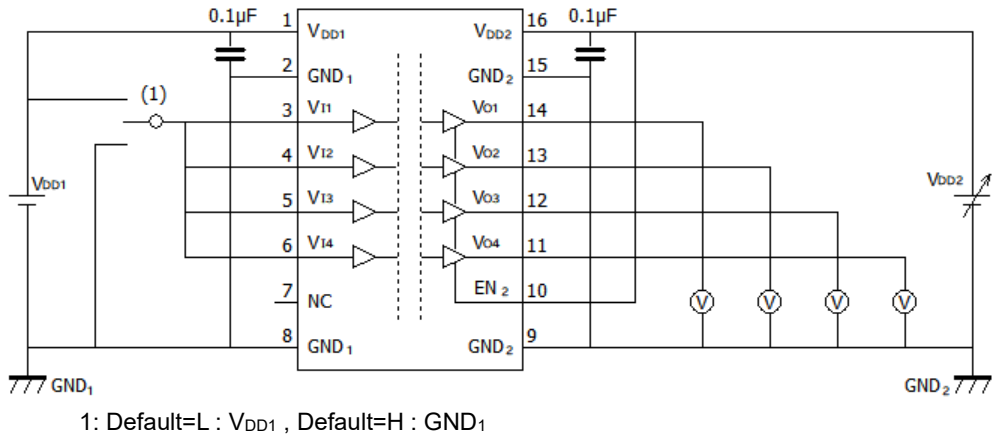 0.1μF
0.1μF
1 VDD1
VDD2 16
2 GND1
GND2 15
(1)
3 VI1
VO1 14
4 VI2
VO2 13
VDD1
VDD2
5 VI3
VO3 12
6 VI4
VO4 11
7 NC
EN2 10
V V V V
8 GND1
GND2 9
GND1
GND2
1: Default=L : VDD1 , Default=H : GND1